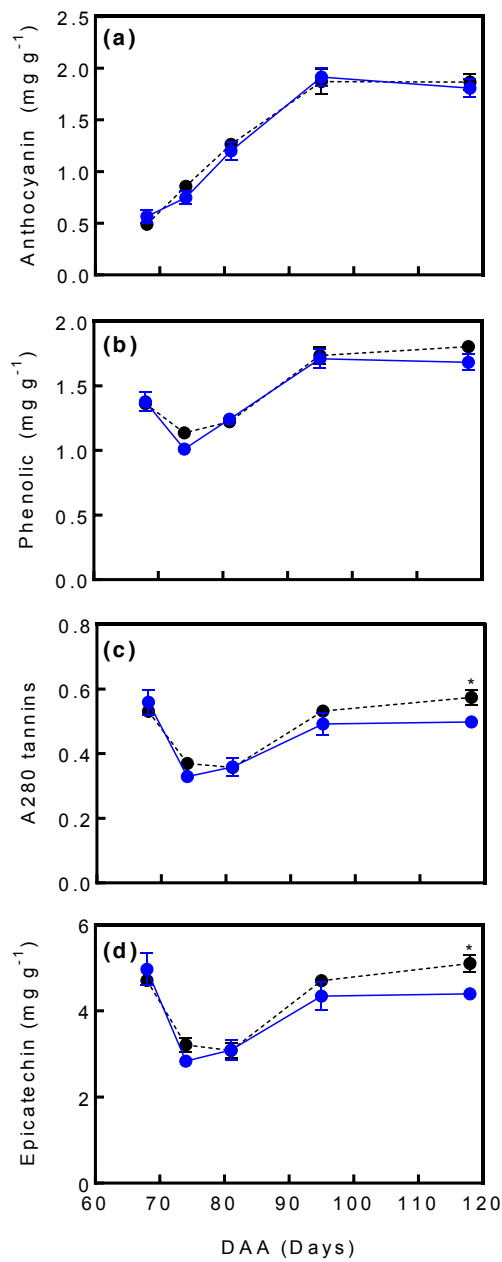 2.5
(a)
2.0
1.5
1.0
0.5
0.0
Anthocyanin (mg g-1)
2.0
(b)
1.5
1.0
0.5
0.0
Phenolic (mg g-1)
0.8
(c)
*
0.6
0.4
0.2
0.0
A280 tannins
6
(d)
*
4
2
0
Epicatechin (mg g-1)
60 70 80 90 100 110 120
DAA (Days)